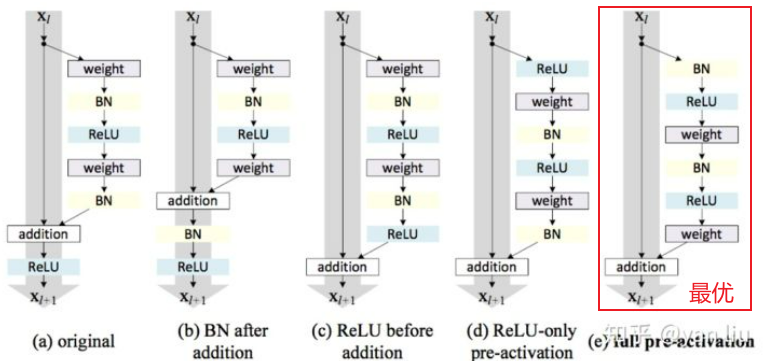 x_l
weight
BN
ReLU
weight
BN
addition
ReLU
x_{l+1}
(a) original
x_l
weight
BN
ReLU
weight
addition
BN
ReLU
x_{l+1}
(b) BN after
addition
x_l
weight
BN
ReLU
weight
BN
ReLU
addition
x_{l+1}
(c) ReLU before
addition
x_l
ReLU
weight
BN
ReLU
weight
BN
addition
x_{l+1}
(d) ReLU-only
pre-activation
x_l
BN
ReLU
weight
BN
ReLU
weight
addition
最优
x_{l+1}
(e) full pre-activation
知乎 @yan liu